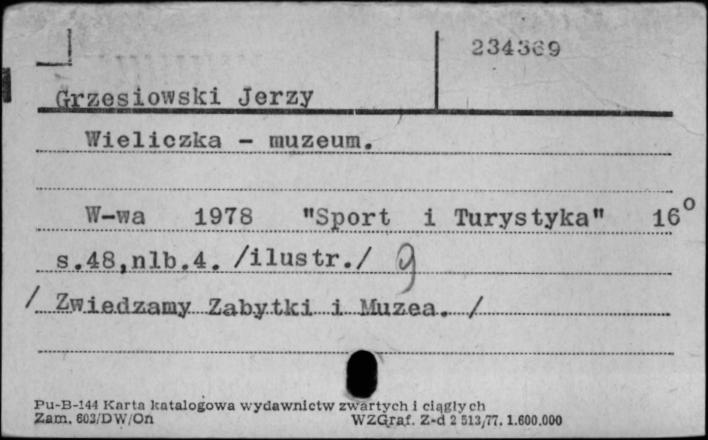 234369
Grzesiowski Jerzy
Wieliczka - muzeum.
W-wa 1978 "Sport i Turystyka" 16°
s.48,nlb.4. /ilustr./ g
/ Zwiedzamy Zabytki i Muzea. /
Pu-B-144 Karta katalogowa wydawnictw zwartych i ciągłych
Zam. 603/DW/On WZGraf. Z-d 2 513/77. 1.600.000